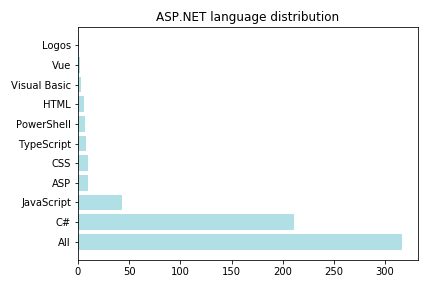 ASP.NET language distribution
Logos
Vue
Visual Basic
HTML
PowerShell
TypeScript
CSS
ASP
JavaScript
C#
All
0 50 100 150 200 250 300